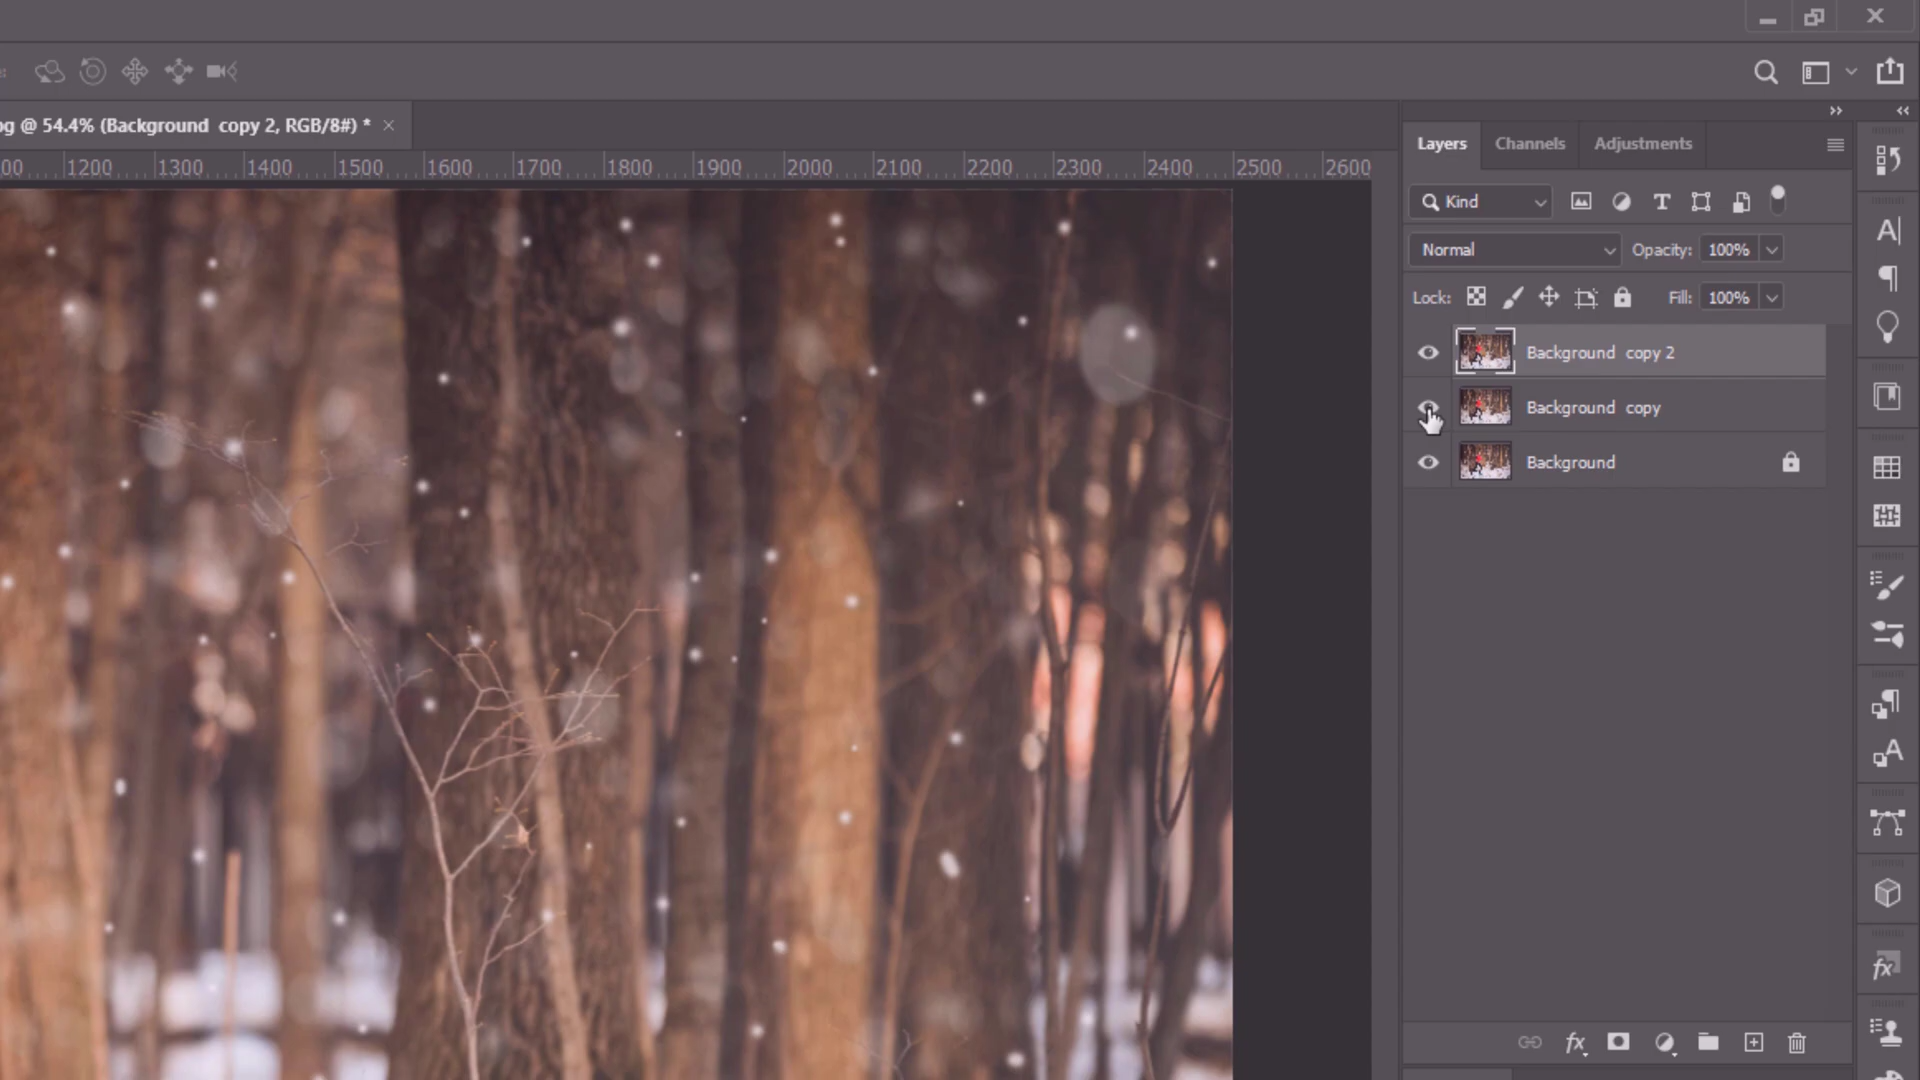 og @ 54.4% (Background copy 2, RGB/8#) *
00 1200 1300 1400 1500 1600 1700 1800 1900 2000 2100 2200 2300 2400 2500 2600
Layers Channels Adjustments
Kind
Normal Opacity: 100%
Lock: Fill: 100%
Background copy 2
Background copy
Background